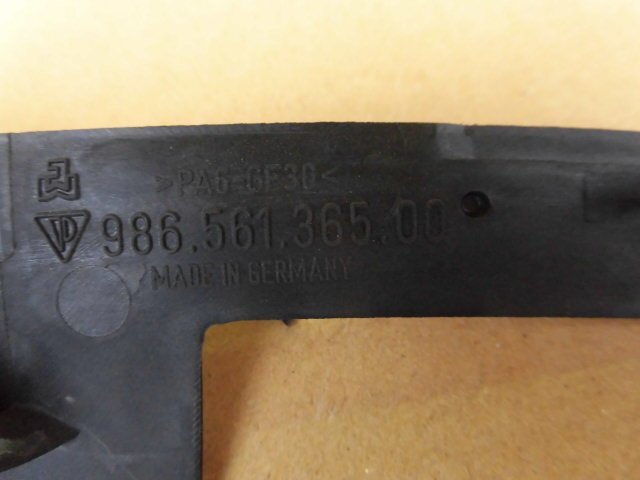 >PA6-GF30<
986.561.365.00
MADE IN GERMANY